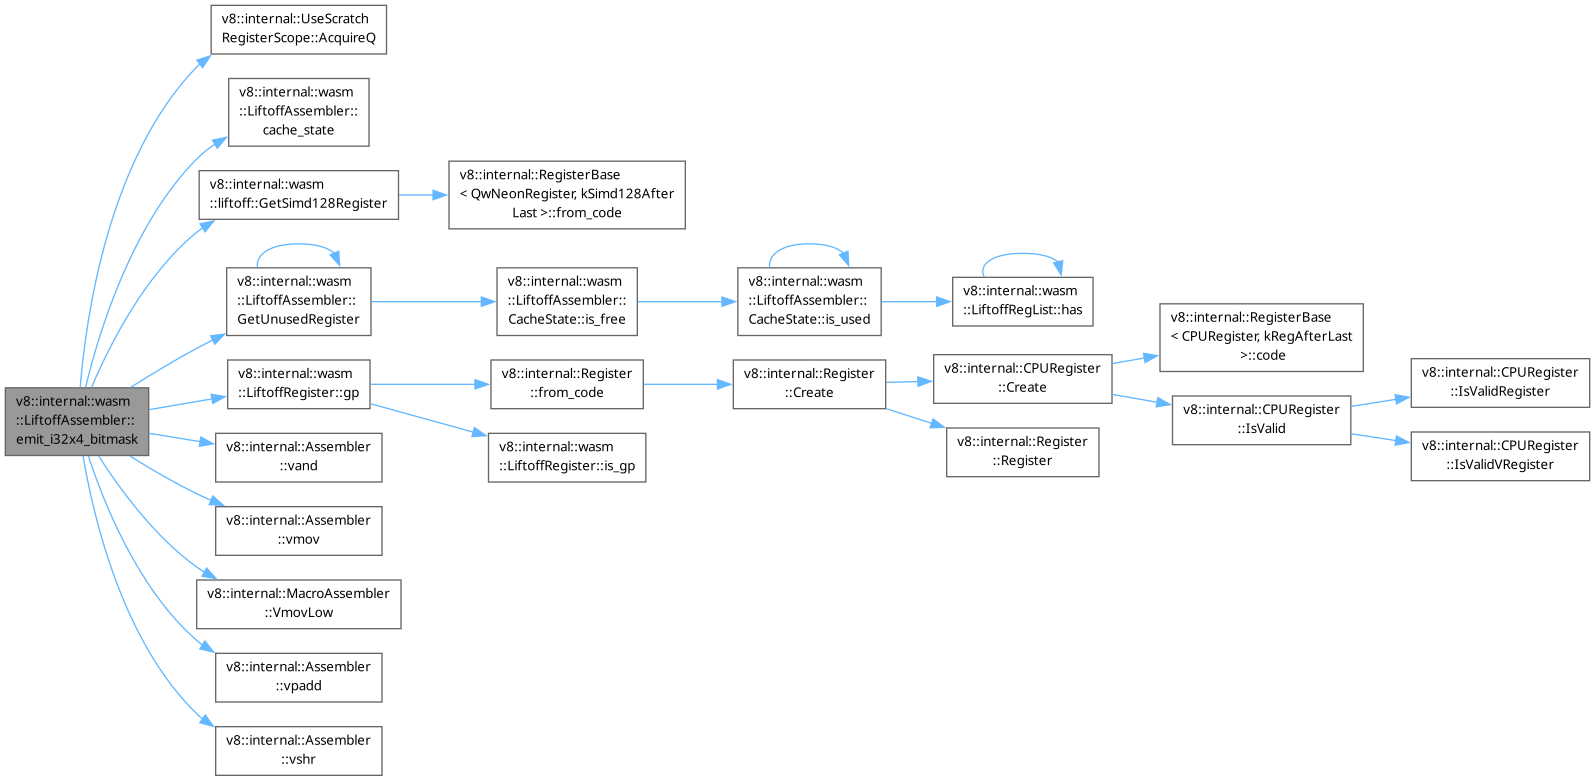 v8::internal::UseScratch
RegisterScope::AcquireQ
v8::internal::wasm
::LiftoffAssembler::
cache_state
v8::internal::wasm
::liftoff::GetSimd128Register
v8::internal::RegisterBase
< QwNeonRegister, kSimd128After
Last >::from_code
v8::internal::wasm
::LiftoffAssembler::
GetUnusedRegister
v8::internal::wasm
::LiftoffAssembler::
CacheState::is_free
v8::internal::wasm
::LiftoffAssembler::
CacheState::is_used
v8::internal::wasm
::LiftoffRegList::has
v8::internal::wasm
::LiftoffAssembler::
emit_i32x4_bitmask
v8::internal::wasm
::LiftoffRegister::gp
v8::internal::Register
::from_code
v8::internal::Register
::Create
v8::internal::CPURegister
::Create
v8::internal::RegisterBase
< CPURegister, kRegAfterLast
>::code
v8::internal::CPURegister
::IsValid
v8::internal::CPURegister
::IsValidRegister
v8::internal::CPURegister
::IsValidVRegister
v8::internal::wasm
::LiftoffRegister::is_gp
v8::internal::Register
::Register
v8::internal::Assembler
::vand
v8::internal::Assembler
::vmov
v8::internal::MacroAssembler
::VmovLow
v8::internal::Assembler
::vpadd
v8::internal::Assembler
::vshr